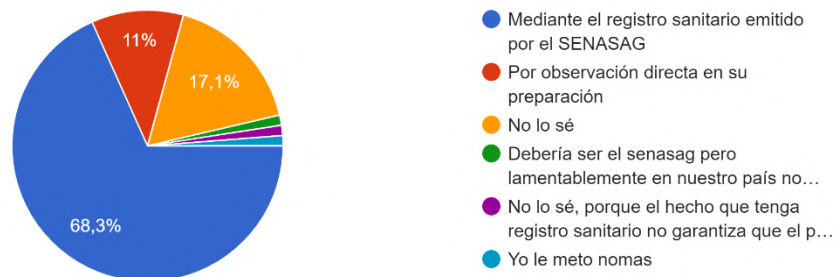 11%
17,1%
68,3%
Mediante el registro sanitario emitido
por el SENASAG
Por observación directa en su
preparación
No lo sé
Debería ser el senasag pero
lamentablemente en nuestro país no…
No lo sé, porque el hecho que tenga
registro sanitario no garantiza que el p…
Yo le meto nomas